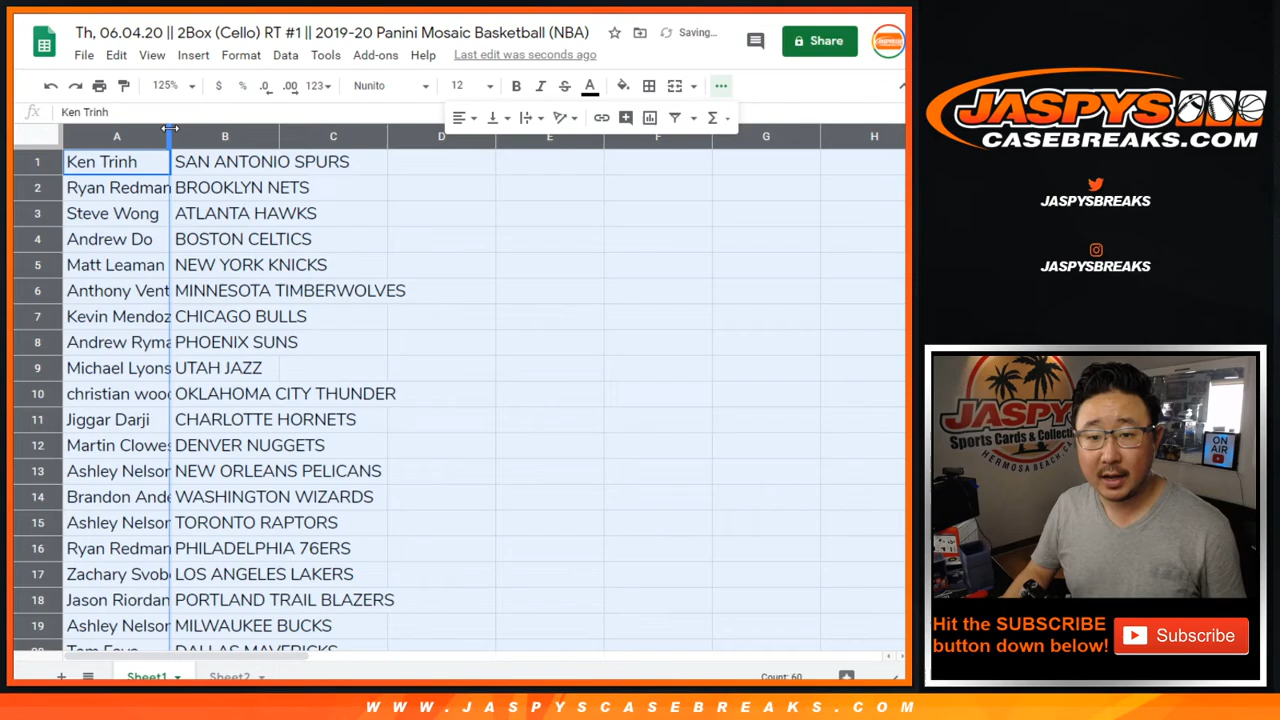 Th, 06.04.20 || 2Box (Cello) RT #1 || 2019-20 Panini Mosaic Basketball (NBA) Saving... Share
File Edit View Insert Format Data Tools Add-ons Help Last edit was seconds ago
125% $ % .0 .00 123 Nunito 12 B I S A
fx Ken Trinh
A B C D E F G H
1 Ken Trinh SAN ANTONIO SPURS
2 Ryan Redman BROOKLYN NETS
3 Steve Wong ATLANTA HAWKS
4 Andrew Do BOSTON CELTICS
5 Matt Leaman NEW YORK KNICKS
6 Anthony Vent MINNESOTA TIMBERWOLVES
7 Kevin Mendoz CHICAGO BULLS
8 Andrew Ryma PHOENIX SUNS
9 Michael Lyons UTAH JAZZ
10 christian wood OKLAHOMA CITY THUNDER
11 Jiggar Darji CHARLOTTE HORNETS
12 Martin Clowes DENVER NUGGETS
13 Ashley Nelson NEW ORLEANS PELICANS
14 Brandon Ande WASHINGTON WIZARDS
15 Ashley Nelson TORONTO RAPTORS
16 Ryan Redman PHILADELPHIA 76ERS
17 Zachary Svob LOS ANGELES LAKERS
18 Jason Riordan PORTLAND TRAIL BLAZERS
19 Ashley Nelson MILWAUKEE BUCKS
DALLAS MAVERICKS
Sheet1 Sheet2 Count: 60
JASPYS
CASEBREAKS.COM
JASPYSBREAKS
JASPYSBREAKS
JASPYS
Sports Cards & Collect
HERMOSA BEACH, CA
ON
AIR
Hit the SUBSCRIBE
button down below!
Subscribe
WWW.JASPYSCASEBREAKS.COM